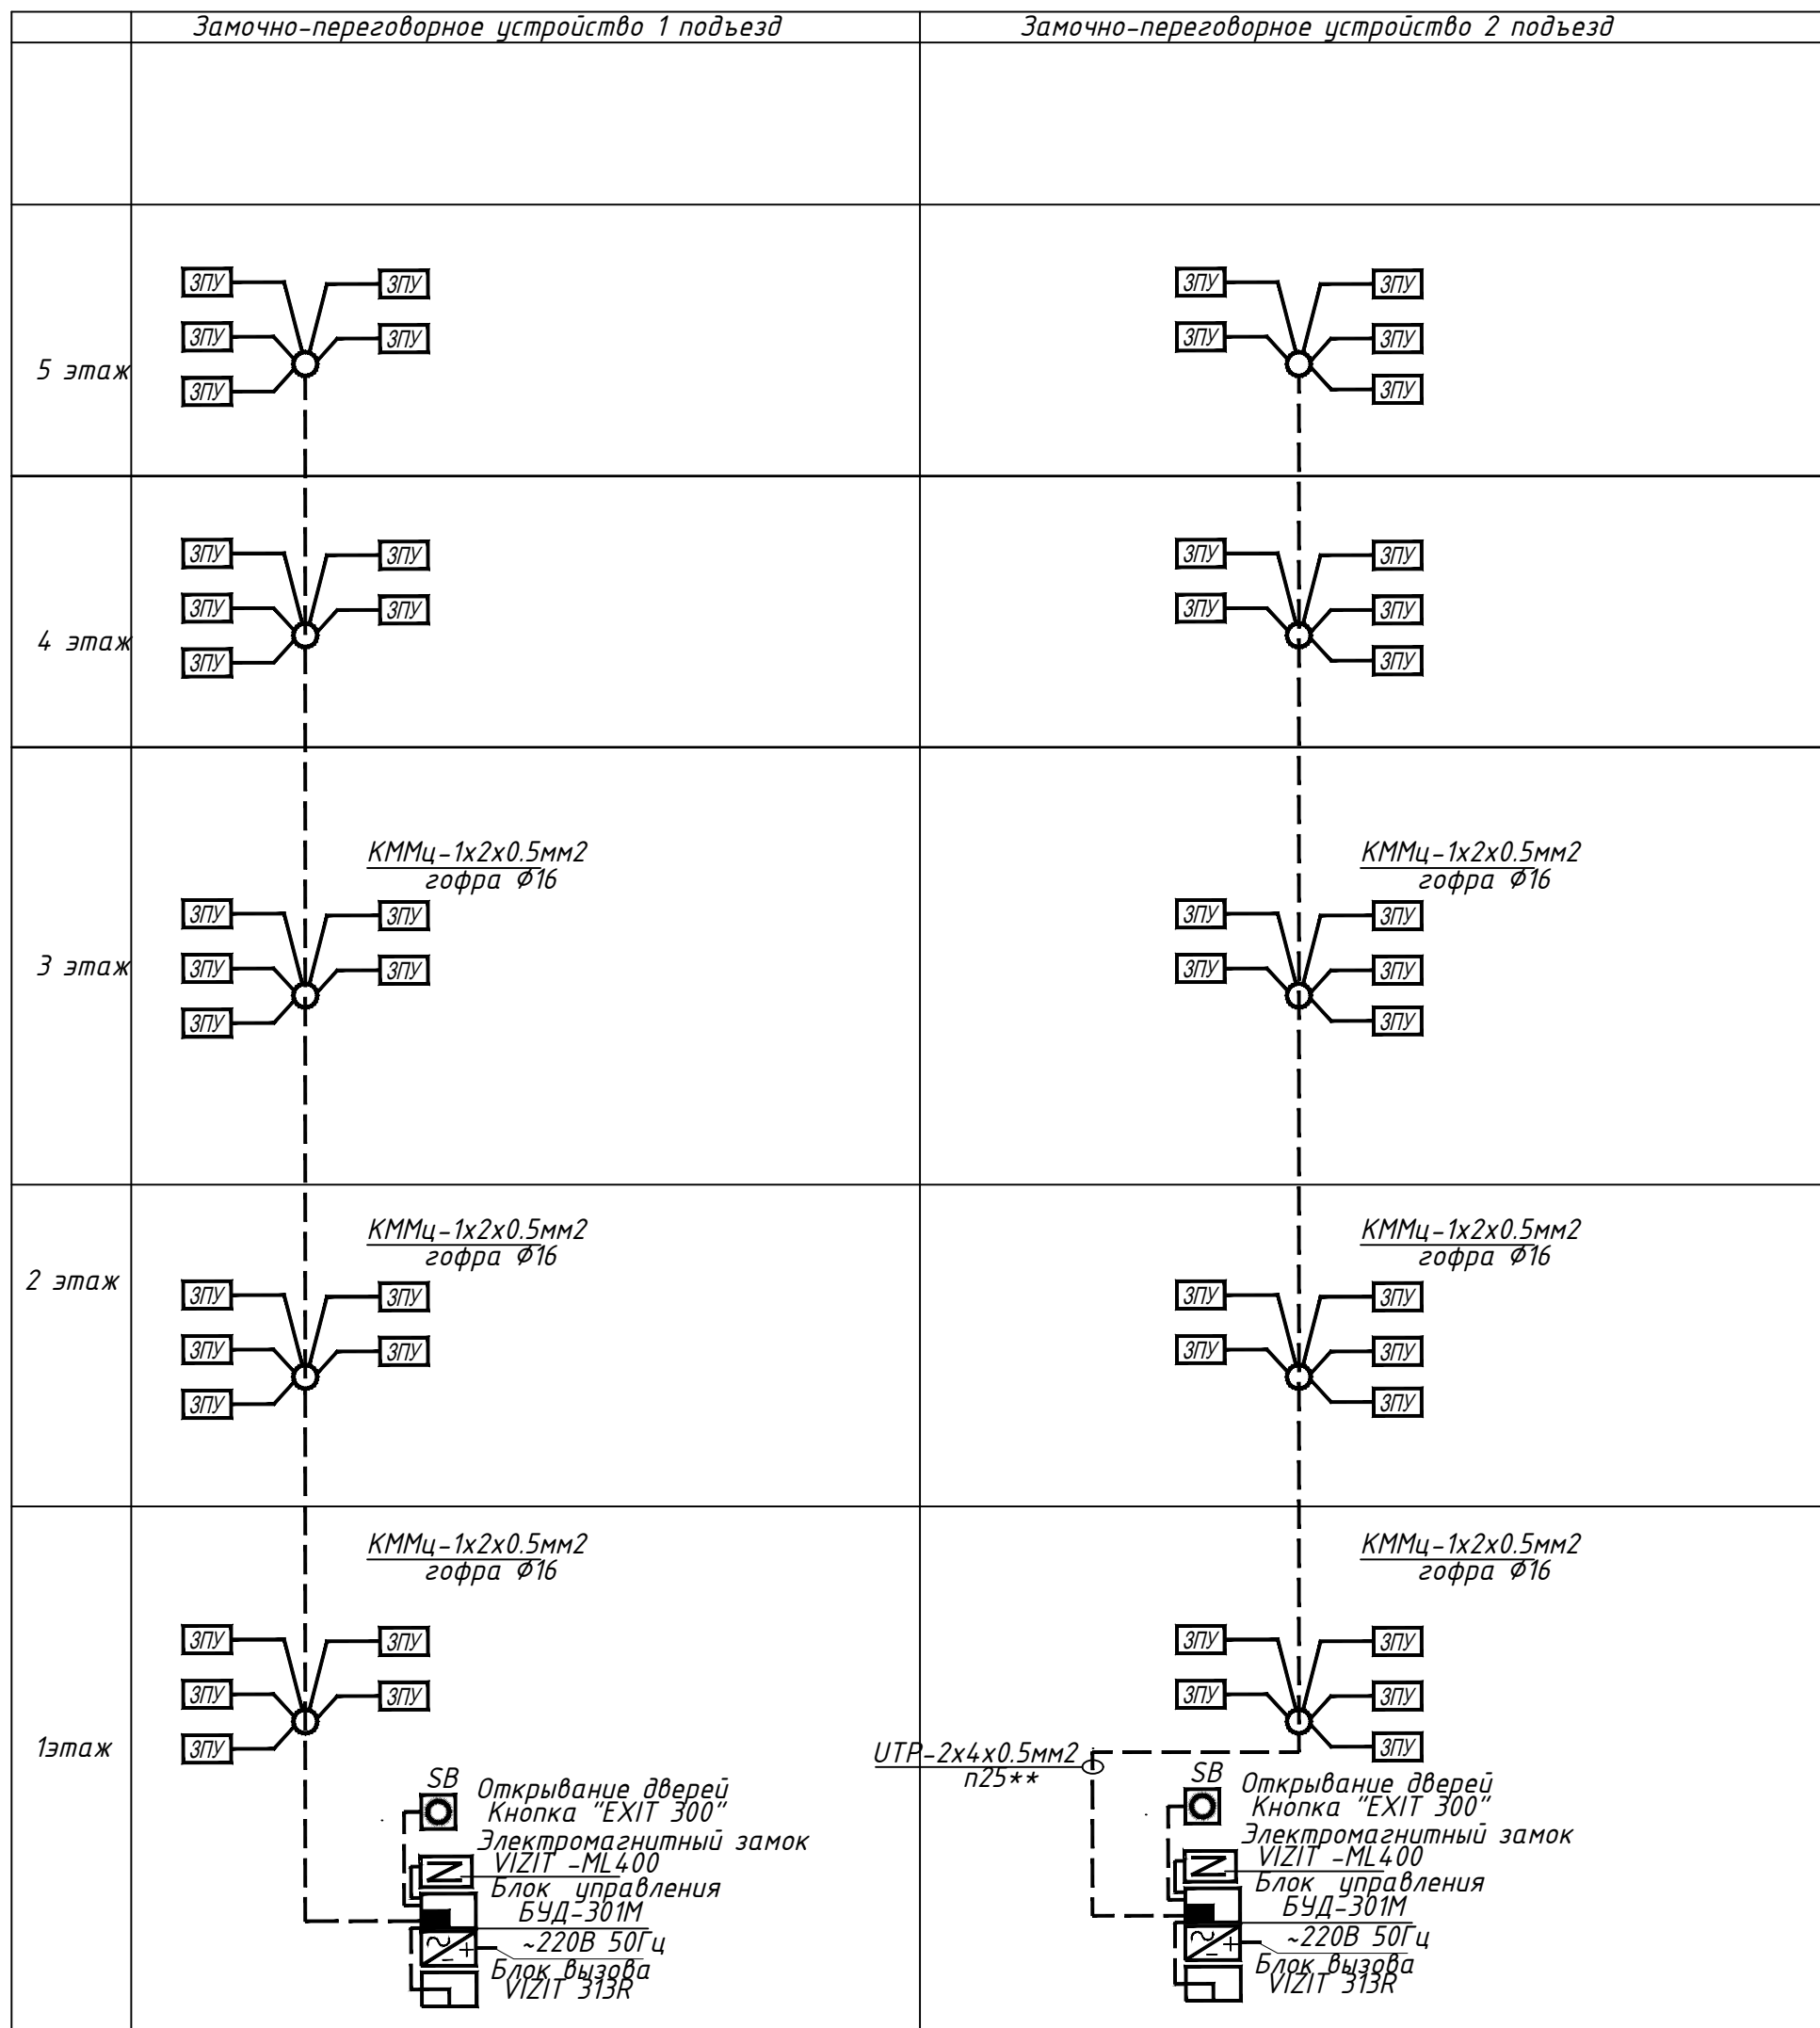 Замочно-переговорное устройство 1 подъезд
Замочно-переговорное устройство 2 подъезд
5 этаж
ЗПУ ЗПУ ЗПУ ЗПУ
ЗПУ ЗПУ ЗПУ ЗПУ
ЗПУ ЗПУ
4 этаж
ЗПУ ЗПУ ЗПУ ЗПУ
ЗПУ ЗПУ ЗПУ ЗПУ
ЗПУ ЗПУ
3 этаж
КММц-1х2х0.5мм2
гофра Ф16
КММц-1х2х0.5мм2
гофра Ф16
ЗПУ ЗПУ ЗПУ ЗПУ
ЗПУ ЗПУ ЗПУ ЗПУ
ЗПУ ЗПУ
2 этаж
КММц-1х2х0.5мм2
гофра Ф16
КММц-1х2х0.5мм2
гофра Ф16
ЗПУ ЗПУ ЗПУ ЗПУ
ЗПУ ЗПУ ЗПУ ЗПУ
ЗПУ ЗПУ
1этаж
КММц-1х2х0.5мм2
гофра Ф16
КММц-1х2х0.5мм2
гофра Ф16
ЗПУ ЗПУ ЗПУ ЗПУ
ЗПУ ЗПУ ЗПУ ЗПУ
ЗПУ ЗПУ
SB
Открывание дверей
Кнопка "EXIT 300"
Электромагнитный замок
VIZIT -ML400
Блок управления
БУД-301М
~220В 50Гц
Блок вызова
VIZIT 313R
UTP-2х4х0.5мм2
п25**
SB
Открывание дверей
Кнопка "EXIT 300"
Электромагнитный замок
VIZIT -ML400
Блок управления
БУД-301М
~220В 50Гц
Блок вызова
VIZIT 313R